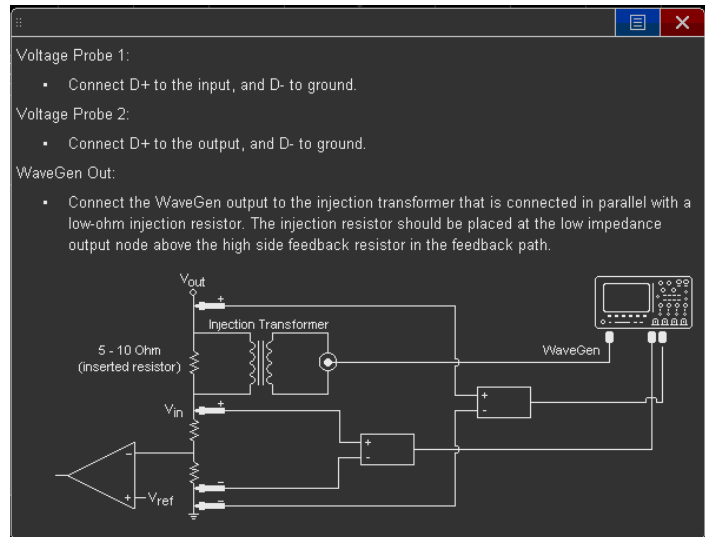 Voltage Probe 1:
▪ Connect D+ to the input, and D- to ground.
Voltage Probe 2:
▪ Connect D+ to the output, and D- to ground.
WaveGen Out:
▪ Connect the WaveGen output to the injection transformer that is connected in parallel with a
low-ohm injection resistor. The injection resistor should be placed at the low impedance
output node above the high side feedback resistor in the feedback path.
Vout
+
Injection Transformer
5 - 10 Ohm
(inserted resistor)
WaveGen
Vin
+
+
-
+
-
-
+
Vref
-
-